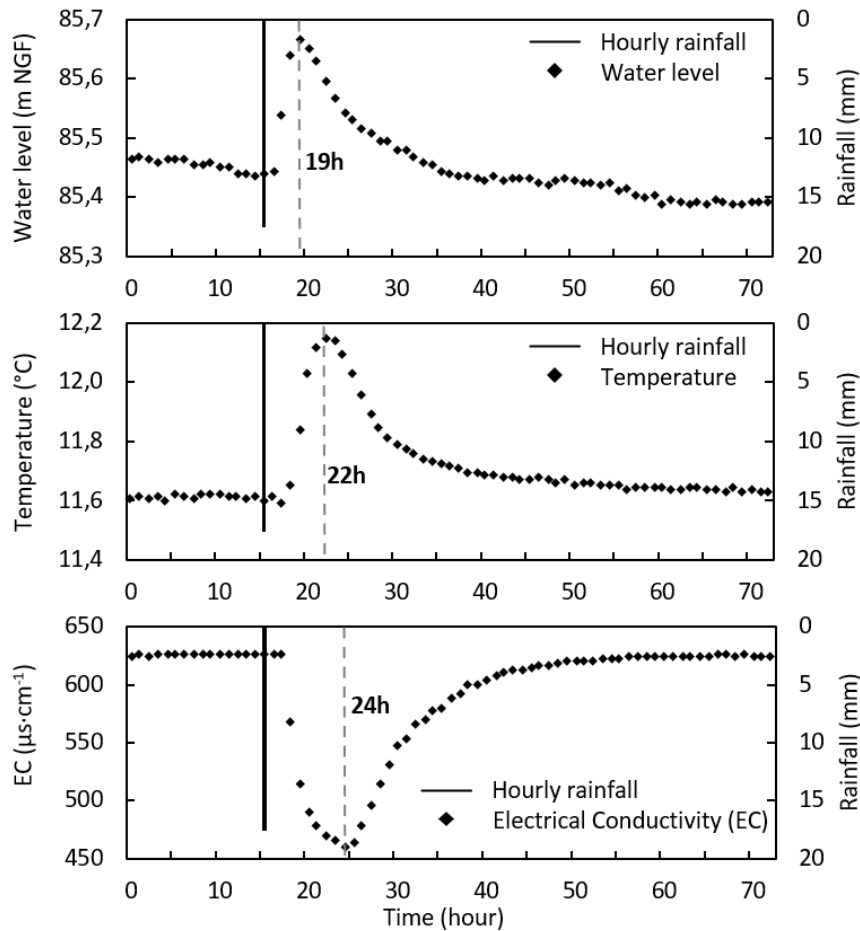 85,7
85,6
85,5
85,4
85,3
Water level (m NGF)
0
5
10
15
20
Rainfall (mm)
Hourly rainfall
Water level
19h
0 10 20 30 40 50 60 70
12,2
12,0
11,8
11,6
11,4
Temperature (°C)
0
5
10
15
20
Rainfall (mm)
Hourly rainfall
Temperature
22h
0 10 20 30 40 50 60 70
650
600
550
500
450
EC (µs·cm⁻¹)
0
5
10
15
20
Rainfall (mm)
24h
Hourly rainfall
Electrical Conductivity (EC)
0 10 20 30 40 50 60 70
Time (hour)